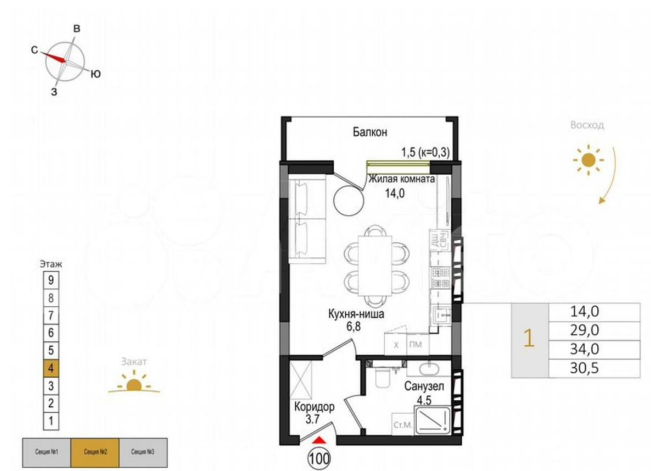 В
С
Ю
З
Восход
Балкон
1,5 (к=0,3)
Жилая комната
14,0
ДШ
СВЧ
Этаж
9
8
7
6
5
4
3
2
1
Кухня-ниша
6,8
Х
ПМ
1
14,0
29,0
34,0
30,5
Закат
Санузел
4.5
Коридор
3.7
Ст.М.
Секция №1
Секция №2
Секция №3
100